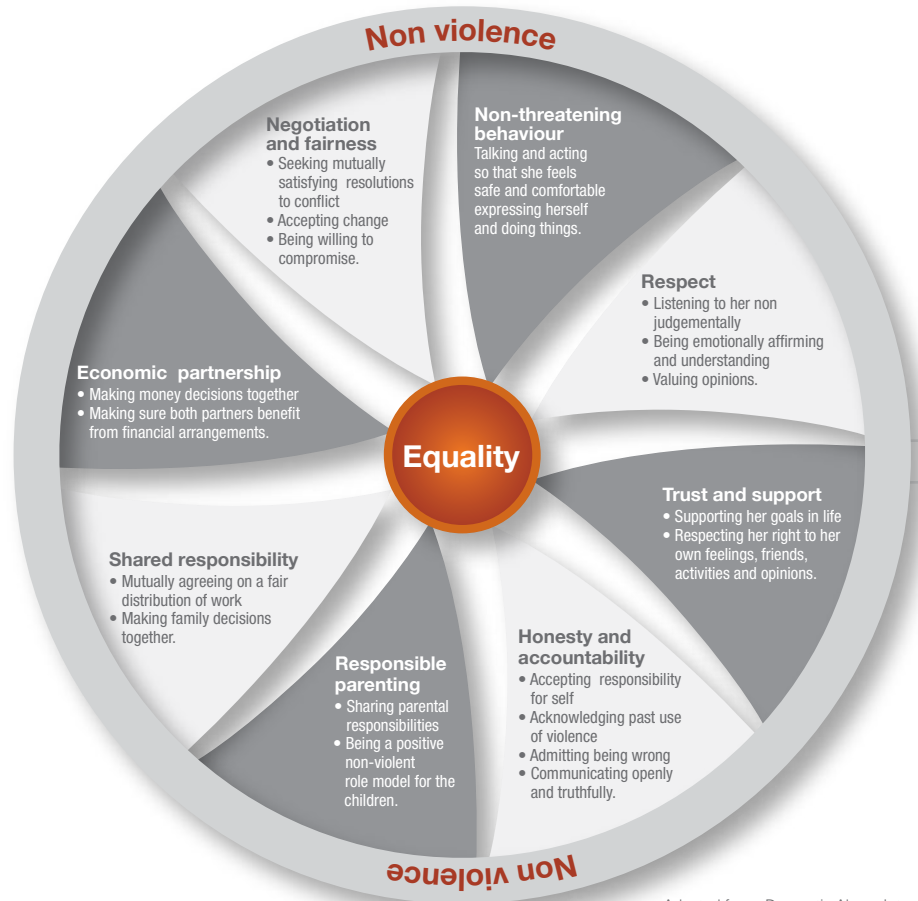 Non violence
Non-threatening
behaviour
Talking and acting
so that she feels
safe and comfortable
expressing herself
and doing things.
Respect
• Listening to her non
judgementally
• Being emotionally affirming
and understanding
• Valuing opinions.
Trust and support
• Supporting her goals in life
• Respecting her right to her
own feelings, friends,
activities and opinions.
Honesty and
accountability
• Accepting responsibility
for self
• Acknowledging past use
of violence
• Admitting being wrong
• Communicating openly
and truthfully.
Responsible
parenting
• Sharing parental
responsibilities
• Being a positive
non-violent
role model for the
children.
Shared responsibility
• Mutually agreeing on a fair
distribution of work
• Making family decisions
together.
Economic partnership
• Making money decisions together
• Making sure both partners benefit
from financial arrangements.
Negotiation
and fairness
• Seeking mutually
satisfying resolutions
to conflict
• Accepting change
• Being willing to
compromise.
Equality
Non violence